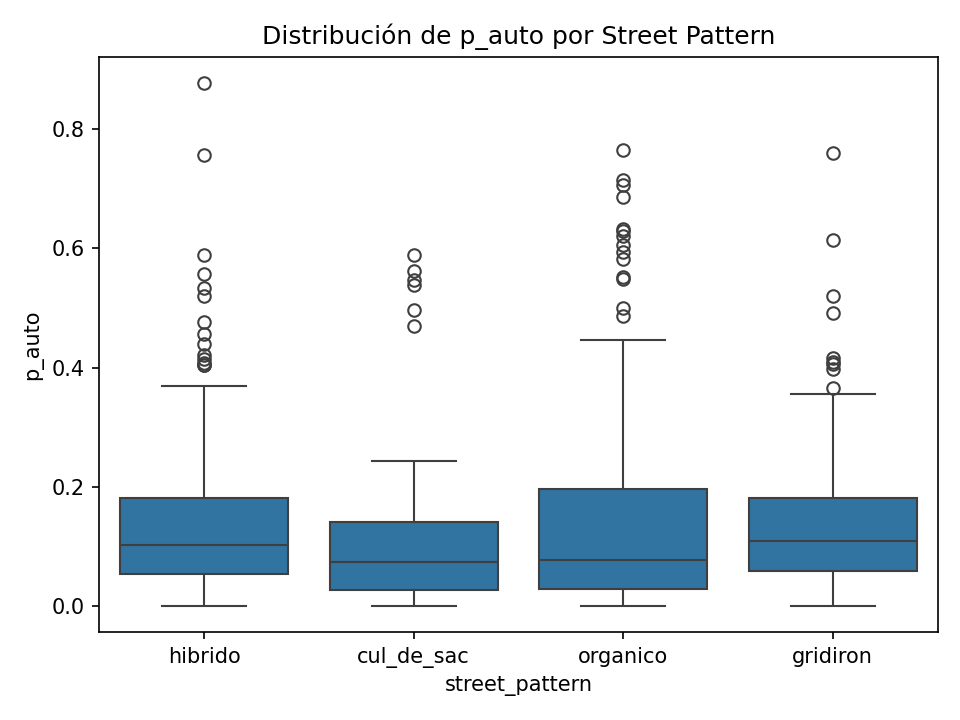 Distribución de p_auto por Street Pattern
p_auto
0.8
0.6
0.4
0.2
0.0
hibrido
cul_de_sac
organico
gridiron
street_pattern